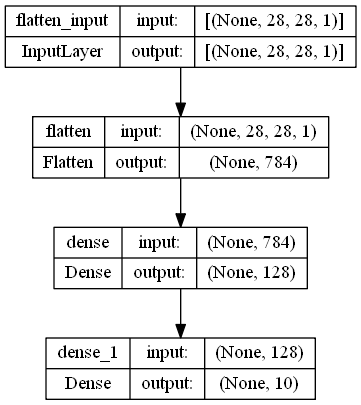 flatten_input input: [(None, 28, 28, 1)]
InputLayer output: [(None, 28, 28, 1)]
flatten input: (None, 28, 28, 1)
Flatten output: (None, 784)
dense input: (None, 784)
Dense output: (None, 128)
dense_1 input: (None, 128)
Dense output: (None, 10)